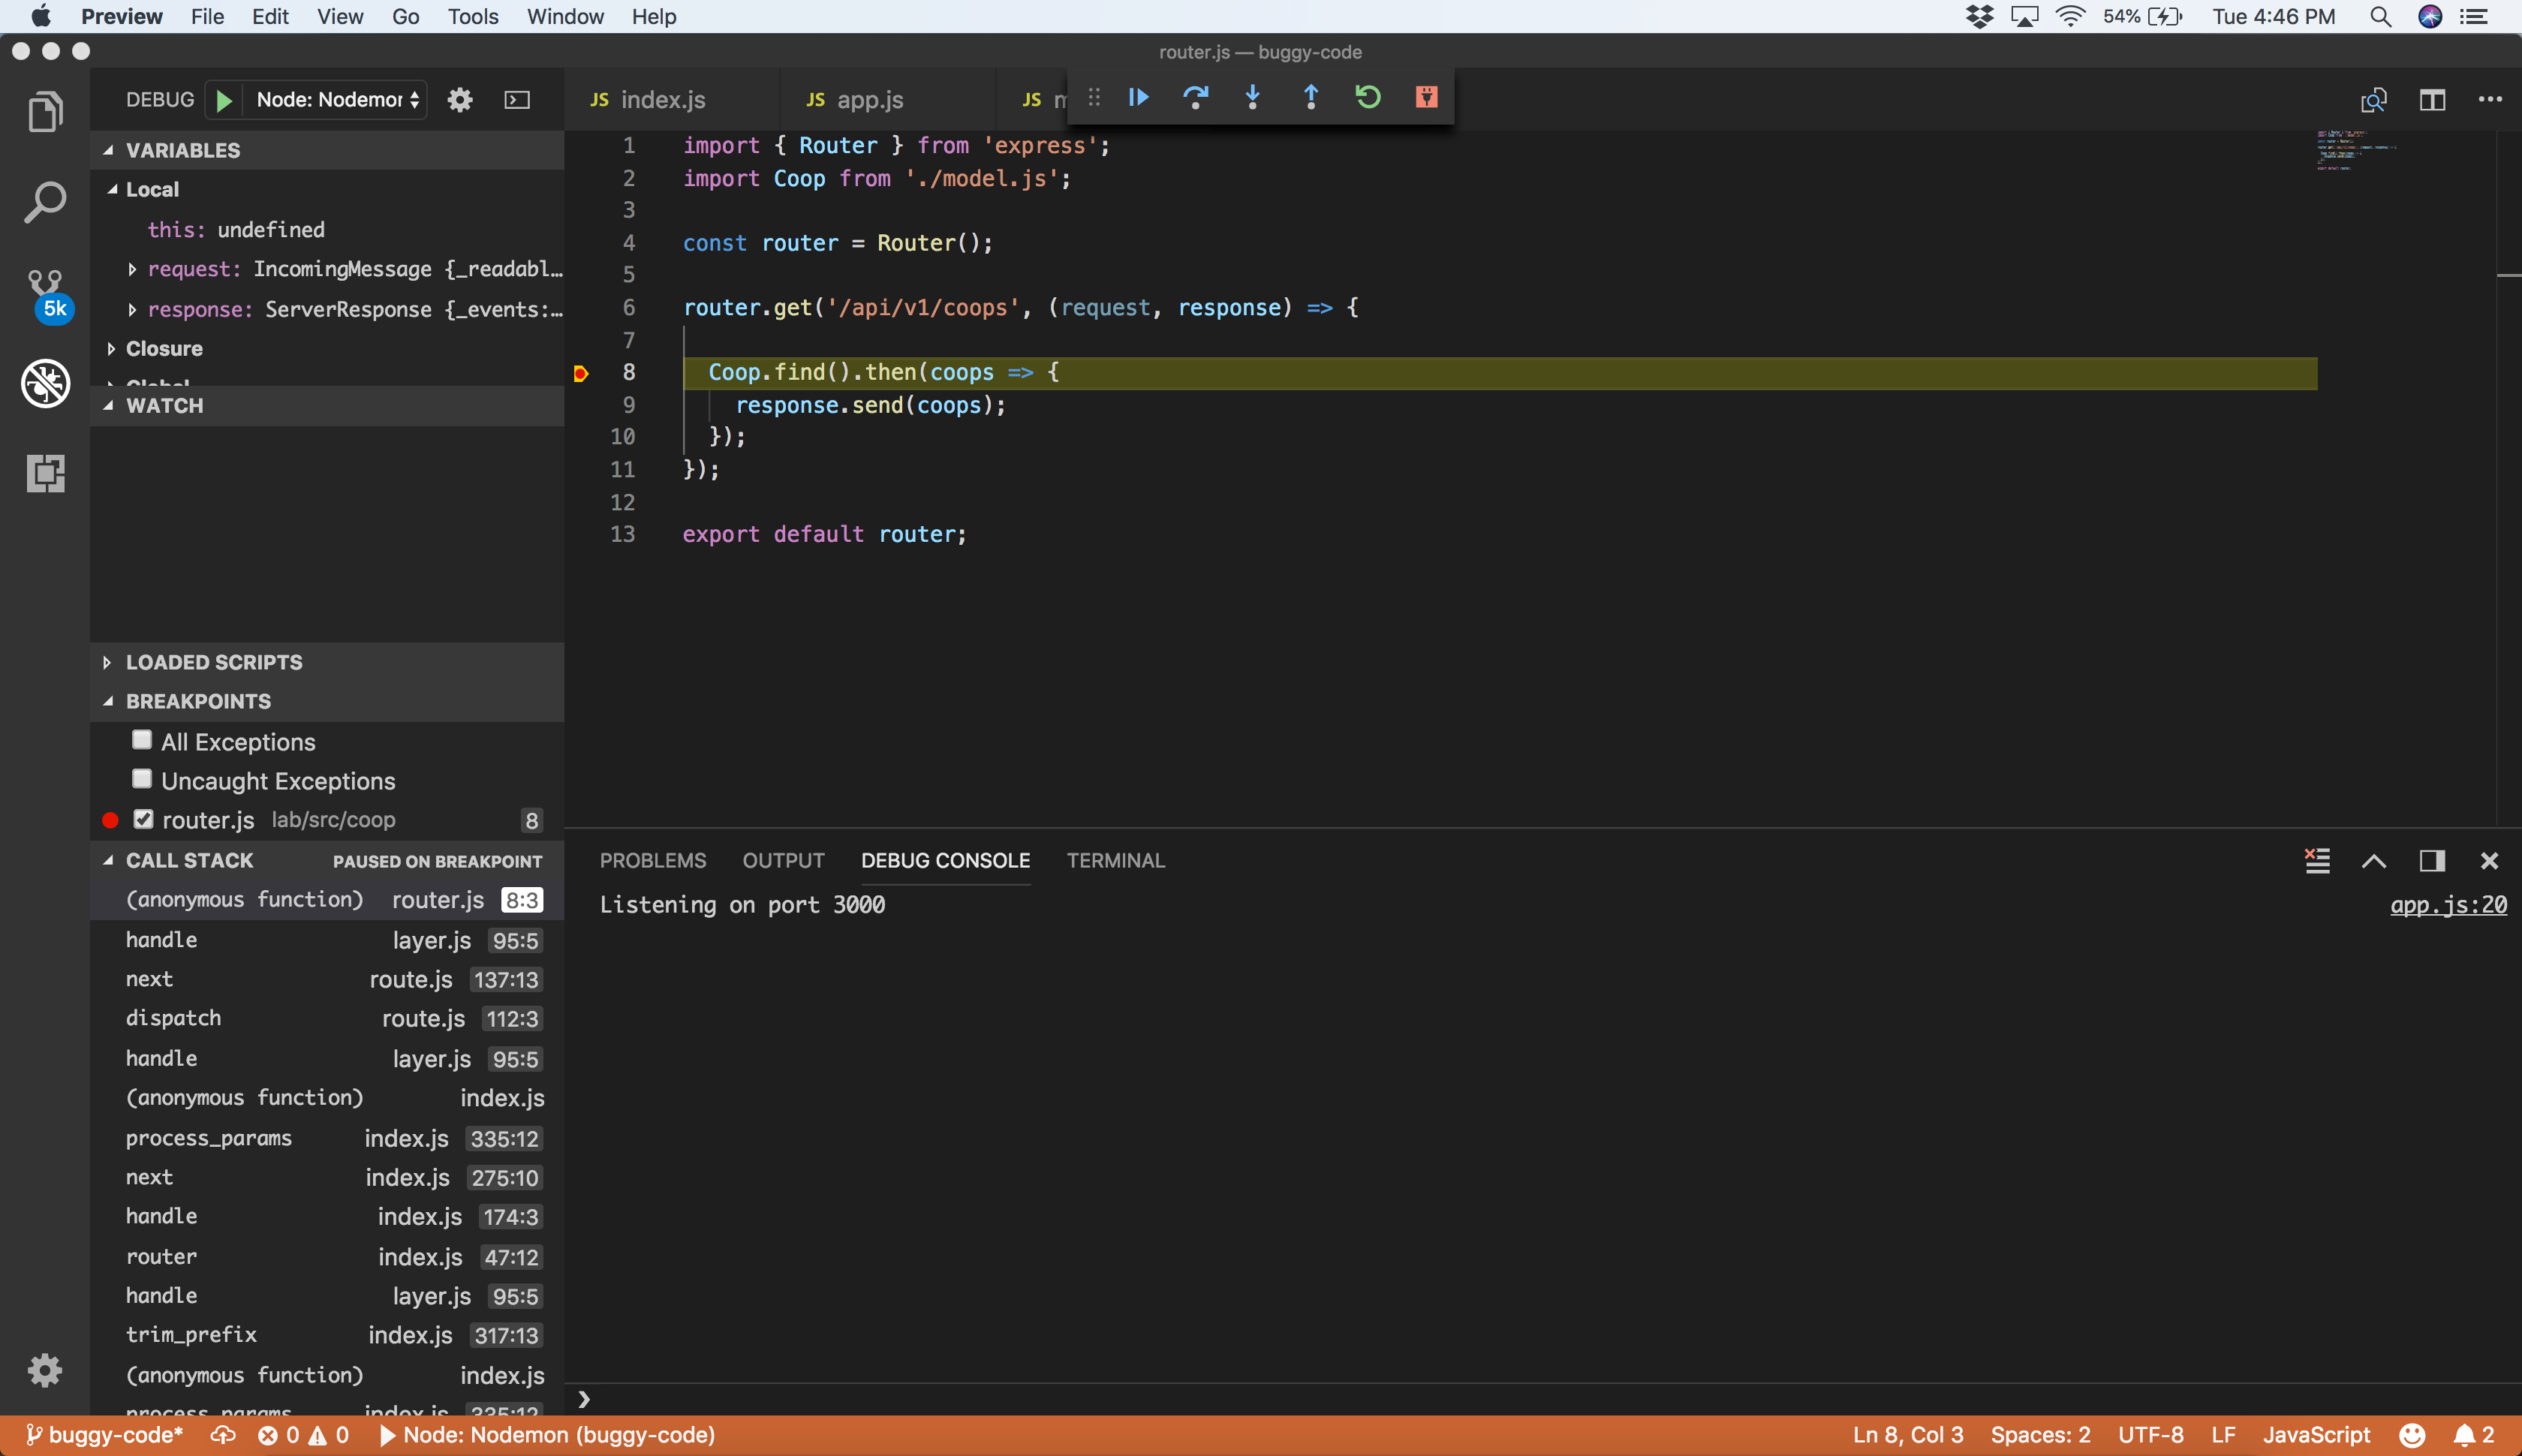 Preview File Edit View Go Tools Window Help 54% Tue 4:46 PM
router.js — buggy-code
DEBUG Node: Nodemor
JS index.js JS app.js JS
VARIABLES
Local
this: undefined
request: IncomingMessage {_readabl…
response: ServerResponse {_events:…
Closure
Global
WATCH
5k
LOADED SCRIPTS
BREAKPOINTS
All Exceptions
Uncaught Exceptions
router.js lab/src/coop 8
CALL STACK PAUSED ON BREAKPOINT
(anonymous function) router.js 8:3
handle layer.js 95:5
next route.js 137:13
dispatch route.js 112:3
handle layer.js 95:5
(anonymous function) index.js
process_params index.js 335:12
next index.js 275:10
handle index.js 174:3
router index.js 47:12
handle layer.js 95:5
trim_prefix index.js 317:13
(anonymous function) index.js
process_params index.js 335:12
1 import { Router } from 'express';
2 import Coop from './model.js';
3
4 const router = Router();
5
6 router.get('/api/v1/coops', (request, response) => {
7
8 Coop.find().then(coops => {
9 response.send(coops);
10 });
11 });
12
13 export default router;
PROBLEMS OUTPUT DEBUG CONSOLE TERMINAL
Listening on port 3000 app.js:20
buggy-code* 0 0 Node: Nodemon (buggy-code) Ln 8, Col 3 Spaces: 2 UTF-8 LF JavaScript 2